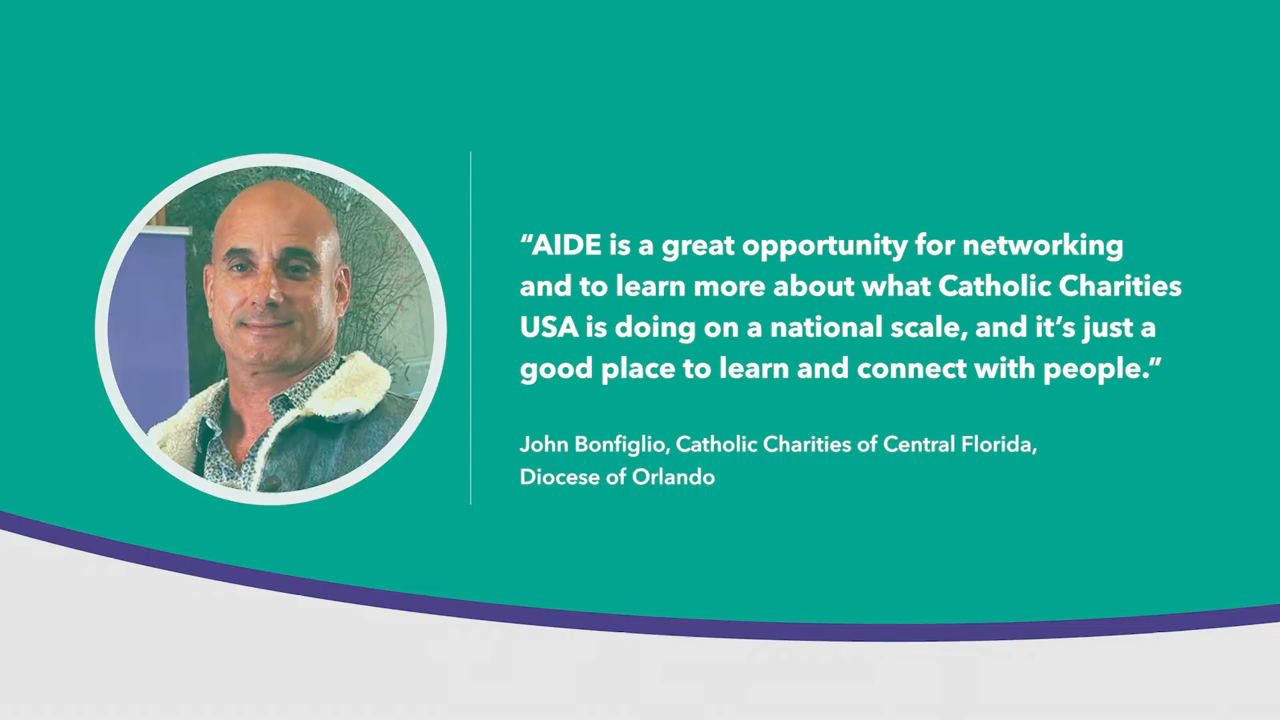 “AIDE is a great opportunity for networking
and to learn more about what Catholic Charities
USA is doing on a national scale, and it’s just a
good place to learn and connect with people.”
John Bonfiglio, Catholic Charities of Central Florida,
Diocese of Orlando